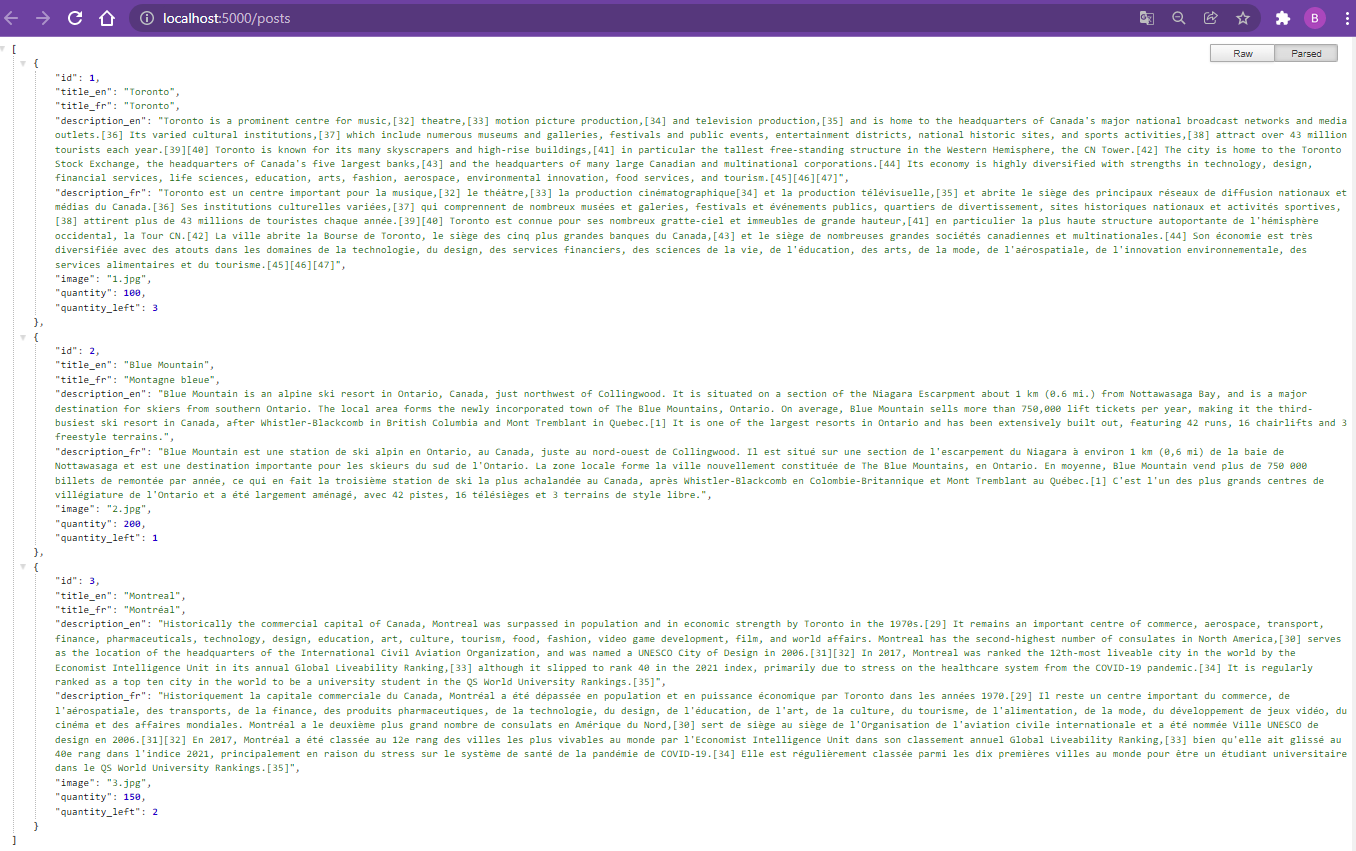 localhost:5000/posts
B
Raw
Parsed
[
{
"id": 1,
"title_en": "Toronto",
"title_fr": "Toronto",
"description_en": "Toronto is a prominent centre for music,[32] theatre,[33] motion picture production,[34] and television production,[35] and is home to the headquarters of Canada's major national broadcast networks and media
outlets.[36] Its varied cultural institutions,[37] which include numerous museums and galleries, festivals and public events, entertainment districts, national historic sites, and sports activities,[38] attract over 43 million
tourists each year.[39][40] Toronto is known for its many skyscrapers and high-rise buildings,[41] in particular the tallest free-standing structure in the Western Hemisphere, the CN Tower.[42] The city is home to the Toronto
Stock Exchange, the headquarters of Canada's five largest banks,[43] and the headquarters of many large Canadian and multinational corporations.[44] Its economy is highly diversified with strengths in technology, design,
financial services, life sciences, education, arts, fashion, aerospace, environmental innovation, food services, and tourism.[45][46][47]",
"description_fr": "Toronto est un centre important pour la musique,[32] le théâtre,[33] la production cinématographique[34] et la production télévisuelle,[35] et abrite le siège des principaux réseaux de diffusion nationaux et
médias du Canada.[36] Ses institutions culturelles variées,[37] qui comprennent de nombreux musées et galeries, festivals et événements publics, quartiers de divertissement, sites historiques nationaux et activités sportives,
[38] attirent plus de 43 millions de touristes chaque année.[39][40] Toronto est connue pour ses nombreux gratte-ciel et immeubles de grande hauteur,[41] en particulier la plus haute structure autoportante de l'hémisphère
occidental, la Tour CN.[42] La ville abrite la Bourse de Toronto, le siège des cinq plus grandes banques du Canada,[43] et le siège de nombreuses grandes sociétés canadiennes et multinationales.[44] Son économie est très
diversifiée avec des atouts dans les domaines de la technologie, du design, des services financiers, des sciences de la vie, de l'éducation, des arts, de la mode, de l'aérospatiale, de l'innovation environnementale, des
services alimentaires et du tourisme.[45][46][47]",
"image": "1.jpg",
"quantity": 100,
"quantity_left": 3
},
{
"id": 2,
"title_en": "Blue Mountain",
"title_fr": "Montagne bleue",
"description_en": "Blue Mountain is an alpine ski resort in Ontario, Canada, just northwest of Collingwood. It is situated on a section of the Niagara Escarpment about 1 km (0.6 mi.) from Nottawasaga Bay, and is a major
destination for skiers from southern Ontario. The local area forms the newly incorporated town of The Blue Mountains, Ontario. On average, Blue Mountain sells more than 750,000 lift tickets per year, making it the third-
busiest ski resort in Canada, after Whistler-Blackcomb in British Columbia and Mont Tremblant in Quebec.[1] It is one of the largest resorts in Ontario and has been extensively built out, featuring 42 runs, 16 chairlifts and 3
freestyle terrains.",
"description_fr": "Blue Mountain est une station de ski alpin en Ontario, au Canada, juste au nord-ouest de Collingwood. Il est situé sur une section de l'escarpement du Niagara à environ 1 km (0,6 mi) de la baie de
Nottawasaga et est une destination importante pour les skieurs du sud de l'Ontario. La zone locale forme la ville nouvellement constituée de The Blue Mountains, en Ontario. En moyenne, Blue Mountain vend plus de 750 000
billets de remontée par année, ce qui en fait la troisième station de ski la plus achalandée au Canada, après Whistler-Blackcomb en Colombie-Britannique et Mont Tremblant au Québec.[1] C'est l'un des plus grands centres de
villégiature de l'Ontario et a été largement aménagé, avec 42 pistes, 16 télésièges et 3 terrains de style libre.",
"image": "2.jpg",
"quantity": 200,
"quantity_left": 1
},
{
"id": 3,
"title_en": "Montreal",
"title_fr": "Montréal",
"description_en": "Historically the commercial capital of Canada, Montreal was surpassed in population and in economic strength by Toronto in the 1970s.[29] It remains an important centre of commerce, aerospace, transport,
finance, pharmaceuticals, technology, design, education, art, culture, tourism, food, fashion, video game development, film, and world affairs. Montreal has the second-highest number of consulates in North America,[30] serves
as the location of the headquarters of the International Civil Aviation Organization, and was named a UNESCO City of Design in 2006.[31][32] In 2017, Montreal was ranked the 12th-most liveable city in the world by the
Economist Intelligence Unit in its annual Global Liveability Ranking,[33] although it slipped to rank 40 in the 2021 index, primarily due to stress on the healthcare system from the COVID-19 pandemic.[34] It is regularly
ranked as a top ten city in the world to be a university student in the QS World University Rankings.[35]",
"description_fr": "Historiquement la capitale commerciale du Canada, Montréal a été dépassée en population et en puissance économique par Toronto dans les années 1970.[29] Il reste un centre important du commerce, de
l'aérospatiale, des transports, de la finance, des produits pharmaceutiques, de la technologie, du design, de l'éducation, de l'art, de la culture, du tourisme, de l'alimentation, de la mode, du développement de jeux vidéo, du
cinéma et des affaires mondiales. Montréal a le deuxième plus grand nombre de consulats en Amérique du Nord,[30] sert de siège au siège de l'Organisation de l'aviation civile internationale et a été nommée Ville UNESCO de
design en 2006.[31][32] En 2017, Montréal a été classée au 12e rang des villes les plus vivables au monde par l'Economist Intelligence Unit dans son classement annuel Global Liveability Ranking,[33] bien qu'elle ait glissé au
40e rang dans l'indice 2021, principalement en raison du stress sur le système de santé de la pandémie de COVID-19.[34] Elle est régulièrement classée parmi les dix premières villes au monde pour être un étudiant universitaire
dans le QS World University Rankings.[35]",
"image": "3.jpg",
"quantity": 150,
"quantity_left": 2
}
]